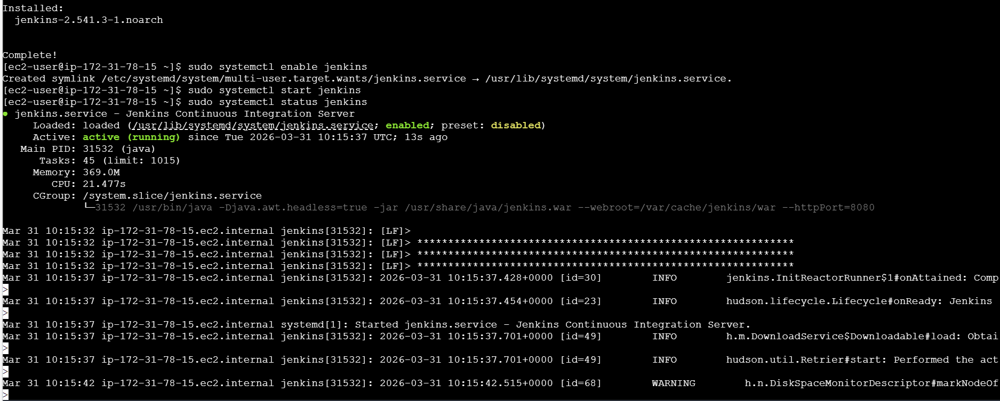 Installed:
  jenkins-2.541.3-1.noarch
Complete!
[ec2-user@ip-172-31-78-15 ~]$ sudo systemctl enable jenkins
Created symlink /etc/systemd/system/multi-user.target.wants/jenkins.service → /usr/lib/systemd/system/jenkins.service.
[ec2-user@ip-172-31-78-15 ~]$ sudo systemctl start jenkins
[ec2-user@ip-172-31-78-15 ~]$ sudo systemctl status jenkins
● jenkins.service - Jenkins Continuous Integration Server
     Loaded: loaded (/usr/lib/systemd/system/jenkins.service; enabled; preset: disabled)
     Active: active (running) since Tue 2026-03-31 10:15:37 UTC; 13s ago
   Main PID: 31532 (java)
      Tasks: 45 (limit: 1015)
     Memory: 369.0M
        CPU: 21.477s
     CGroup: /system.slice/jenkins.service
             └─31532 /usr/bin/java -Djava.awt.headless=true -jar /usr/share/java/jenkins.war --webroot=/var/cache/jenkins/war --httpPort=8080
Mar 31 10:15:32 ip-172-31-78-15.ec2.internal jenkins[31532]: [LF]>
Mar 31 10:15:32 ip-172-31-78-15.ec2.internal jenkins[31532]: [LF]> *************************************************************
Mar 31 10:15:32 ip-172-31-78-15.ec2.internal jenkins[31532]: [LF]> *************************************************************
Mar 31 10:15:32 ip-172-31-78-15.ec2.internal jenkins[31532]: [LF]> *************************************************************
Mar 31 10:15:37 ip-172-31-78-15.ec2.internal jenkins[31532]: 2026-03-31 10:15:37.428+0000 [id=30]        INFO        jenkins.InitReactorRunner$1#onAttained: Comp
>
Mar 31 10:15:37 ip-172-31-78-15.ec2.internal jenkins[31532]: 2026-03-31 10:15:37.454+0000 [id=23]        INFO        hudson.lifecycle.Lifecycle#onReady: Jenkins
>
Mar 31 10:15:37 ip-172-31-78-15.ec2.internal systemd[1]: Started jenkins.service - Jenkins Continuous Integration Server.
Mar 31 10:15:37 ip-172-31-78-15.ec2.internal jenkins[31532]: 2026-03-31 10:15:37.701+0000 [id=49]        INFO        h.m.DownloadService$Downloadable#load: Obtai
>
Mar 31 10:15:37 ip-172-31-78-15.ec2.internal jenkins[31532]: 2026-03-31 10:15:37.701+0000 [id=49]        INFO        hudson.util.Retrier#start: Performed the act
>
Mar 31 10:15:42 ip-172-31-78-15.ec2.internal jenkins[31532]: 2026-03-31 10:15:42.515+0000 [id=68]        WARNING        h.n.DiskSpaceMonitorDescriptor#markNodeOf
>